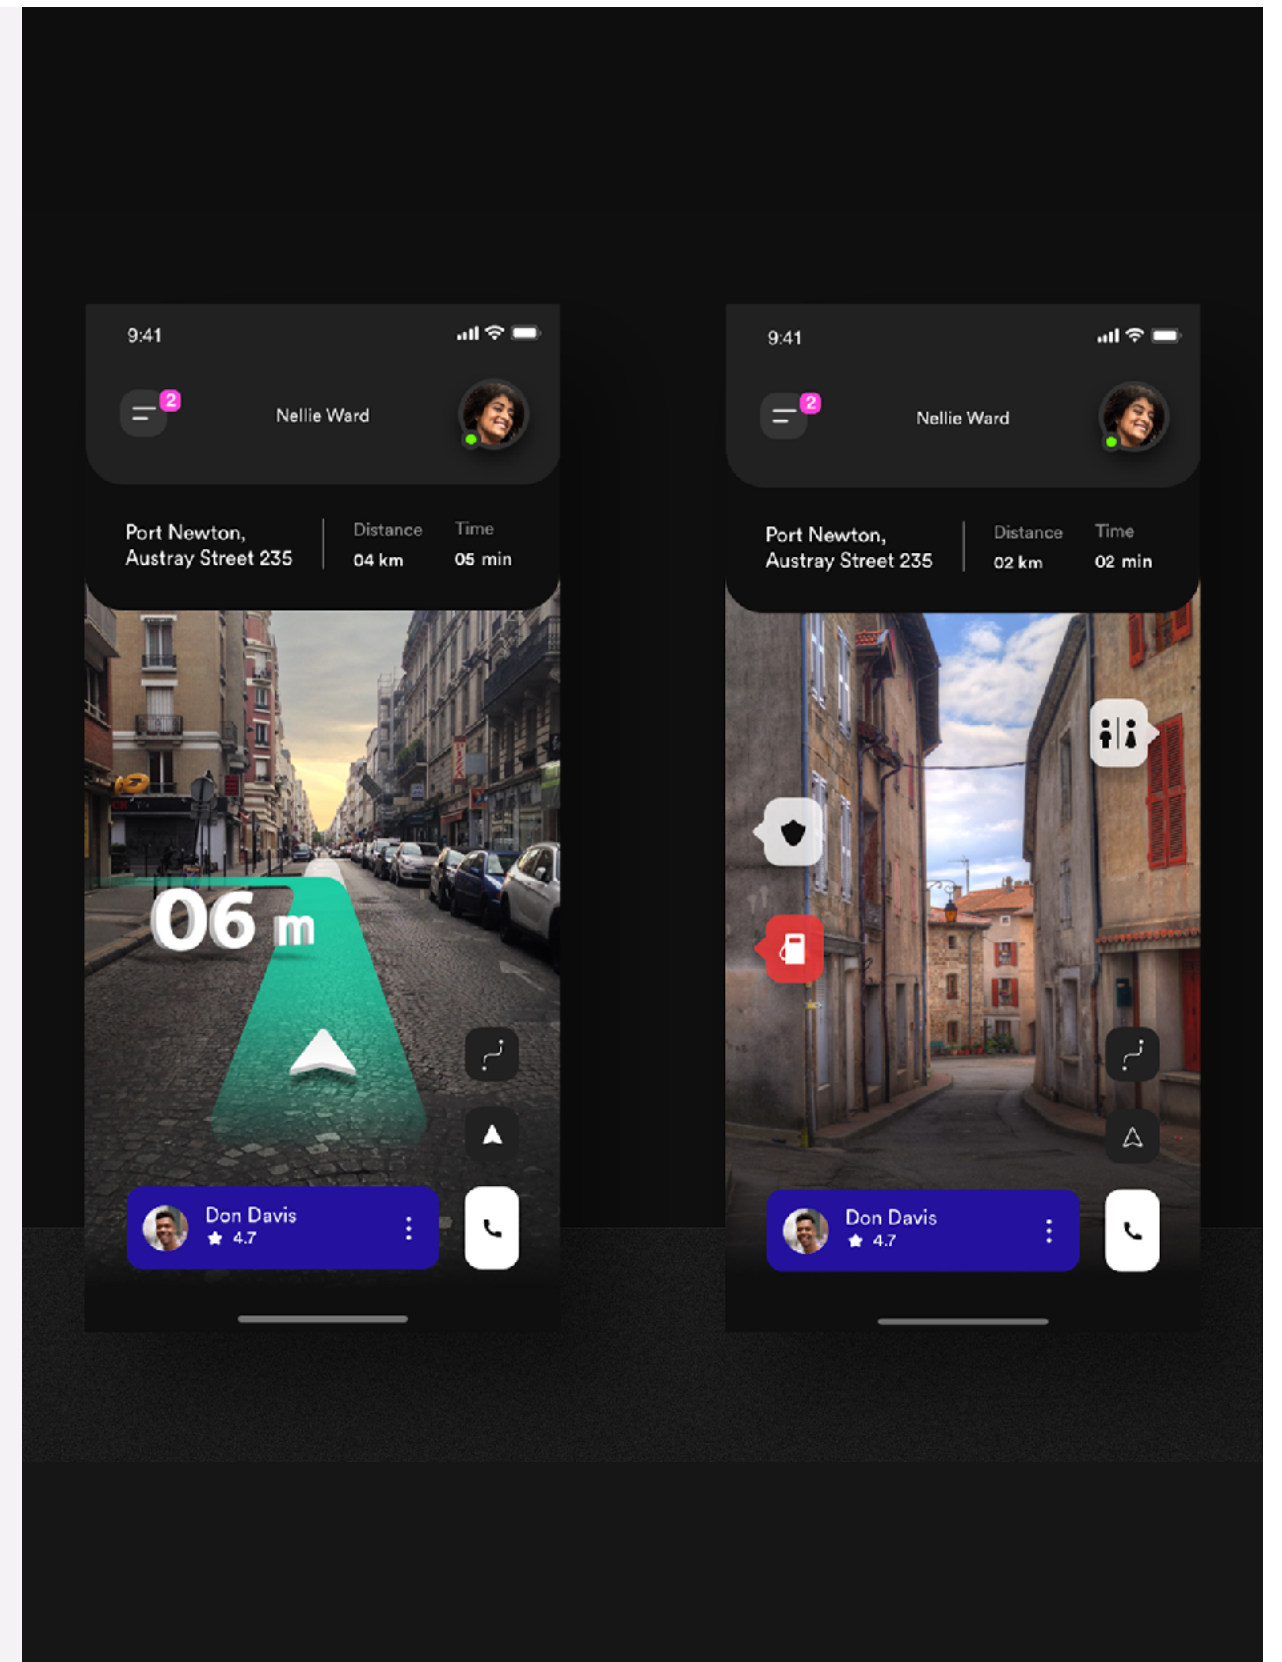 9:41
2
Nellie Ward
Port Newton,
Austray Street 235
Distance
04 km
Time
05 min
06 m
Don Davis
4.7
9:41
2
Nellie Ward
Port Newton,
Austray Street 235
Distance
02 km
Time
02 min
Don Davis
4.7